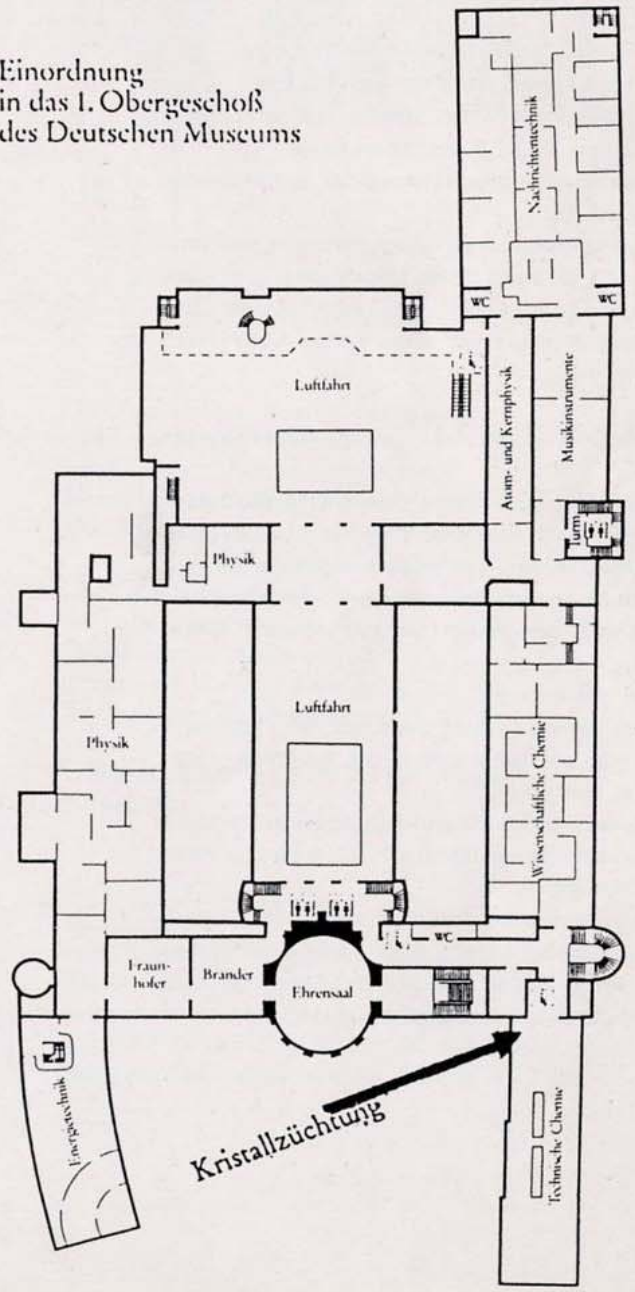 Einordnung
in das 1. Obergeschoß
des Deutschen Museums
Nachrichtentechnik
WC
WC
Luftfahrt
Atom- und Kernphysik
Musikinstrumente
Turm
Physik
Luftfahrt
Physik
Wissenschaftliche Chemie
WC
Fraun-
hofer
Brander
Ehrensaal
Energietechnik
Kristallzüchtung
Technische Chemie